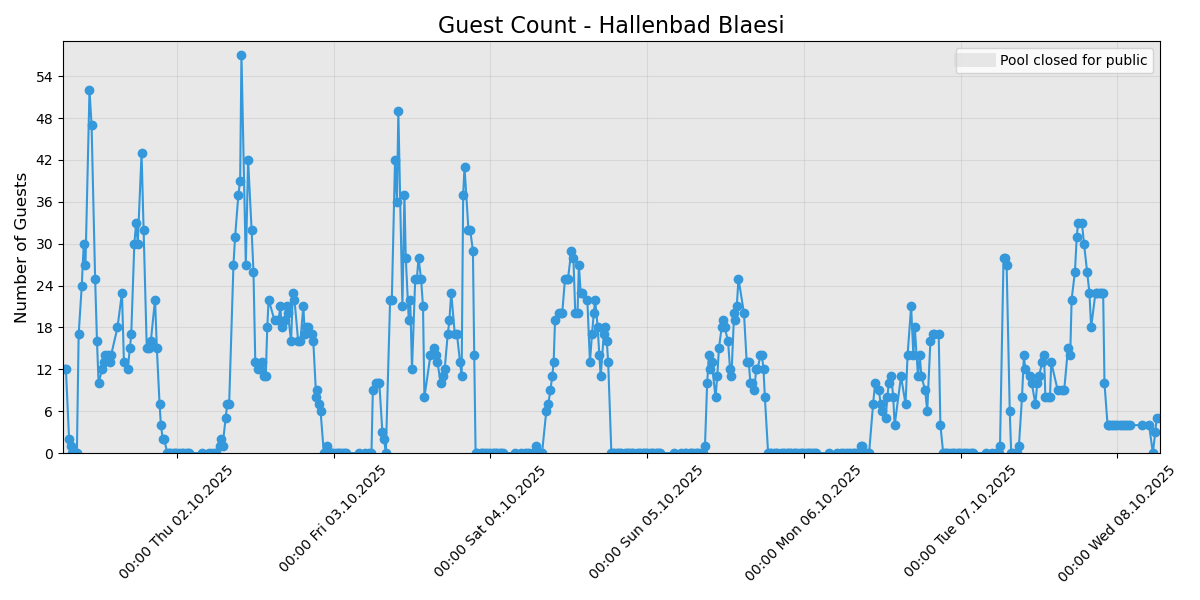 Guest Count - Hallenbad Blaesi
Pool closed for public
Number of Guests
54
48
42
36
30
24
18
12
6
0
00:00 Thu 02.10.2025
00:00 Fri 03.10.2025
00:00 Sat 04.10.2025
00:00 Sun 05.10.2025
00:00 Mon 06.10.2025
00:00 Tue 07.10.2025
00:00 Wed 08.10.2025